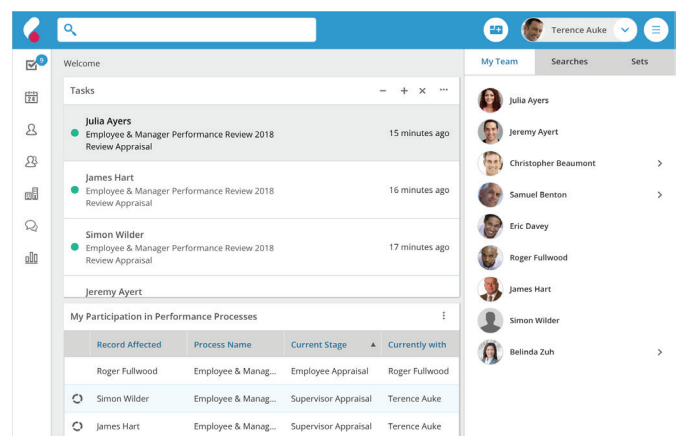 Terence Auke
9
24
Welcome
Tasks
Julia Ayers
Employee & Manager Performance Review 2018
Review Appraisal
15 minutes ago
James Hart
Employee & Manager Performance Review 2018
Review Appraisal
16 minutes ago
Simon Wilder
Employee & Manager Performance Review 2018
Review Appraisal
17 minutes ago
Jeremy Ayert
My Participation in Performance Processes
Record Affected Process Name Current Stage Currently with
Roger Fullwood Employee & Manag... Employee Appraisal Roger Fullwood
Simon Wilder Employee & Manag... Supervisor Appraisal Terence Auke
James Hart Employee & Manag... Supervisor Appraisal Terence Auke
My Team Searches Sets
Julia Ayers
Jeremy Ayert
Christopher Beaumont
Samuel Benton
Eric Davey
Roger Fullwood
James Hart
Simon Wilder
Belinda Zuh